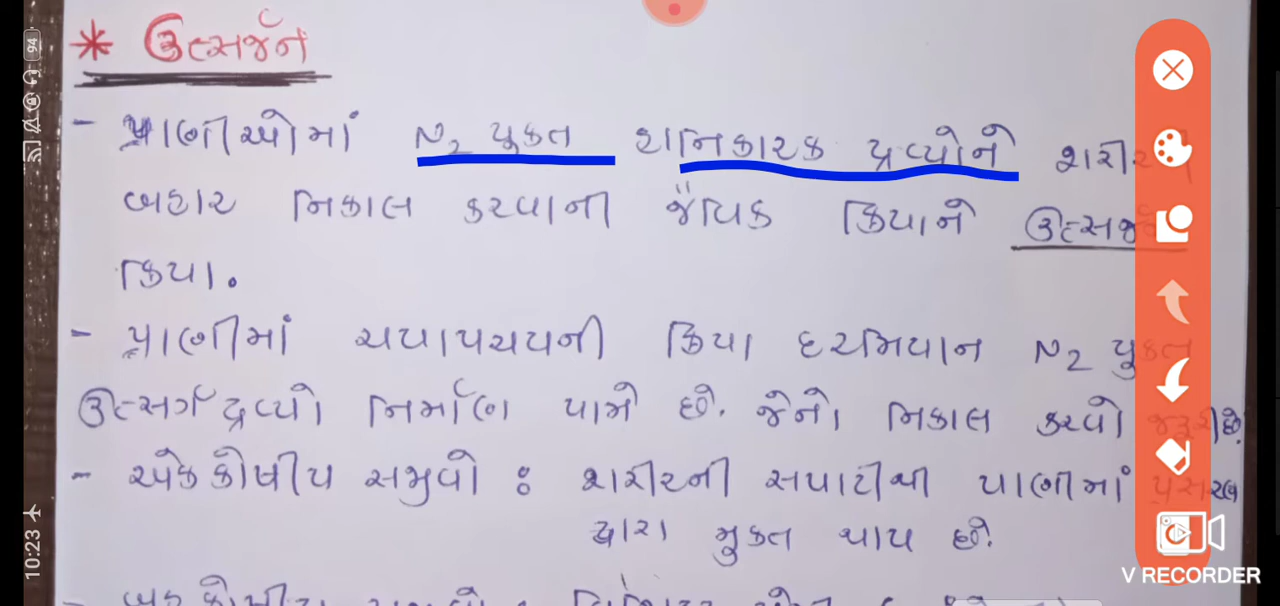 * ઉત્સર્જન
- પ્રાણીઓમાં N2 યુક્ત હાનિકારક દ્રવ્યોને શરીર
બહાર નિકાલ કરવાની જૈવિક ક્રિયાને ઉત્સર્જન
ક્રિયા.
- પ્રાણીમાં ચયાપચયની ક્રિયા દરમિયાન N2 યુક્ત
ઉત્સર્ગ દ્રવ્યો નિર્માણ પામે છે. જેનો નિકાલ કરવો જરૂરી છે.
- એકકોષીય સજીવો : શરીરની સપાટીથી પાણીમાં પ્રસરણ
દ્વારા મુક્ત થાય છે.
94
10:23
V RECORDER